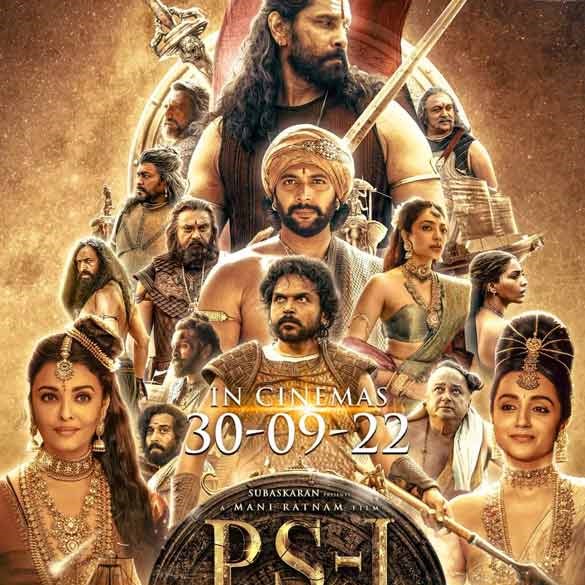 IN CINEMAS
30-09-22
SUBASKARAN PRESENTS
A MANI RATNAM FILM
PS-I